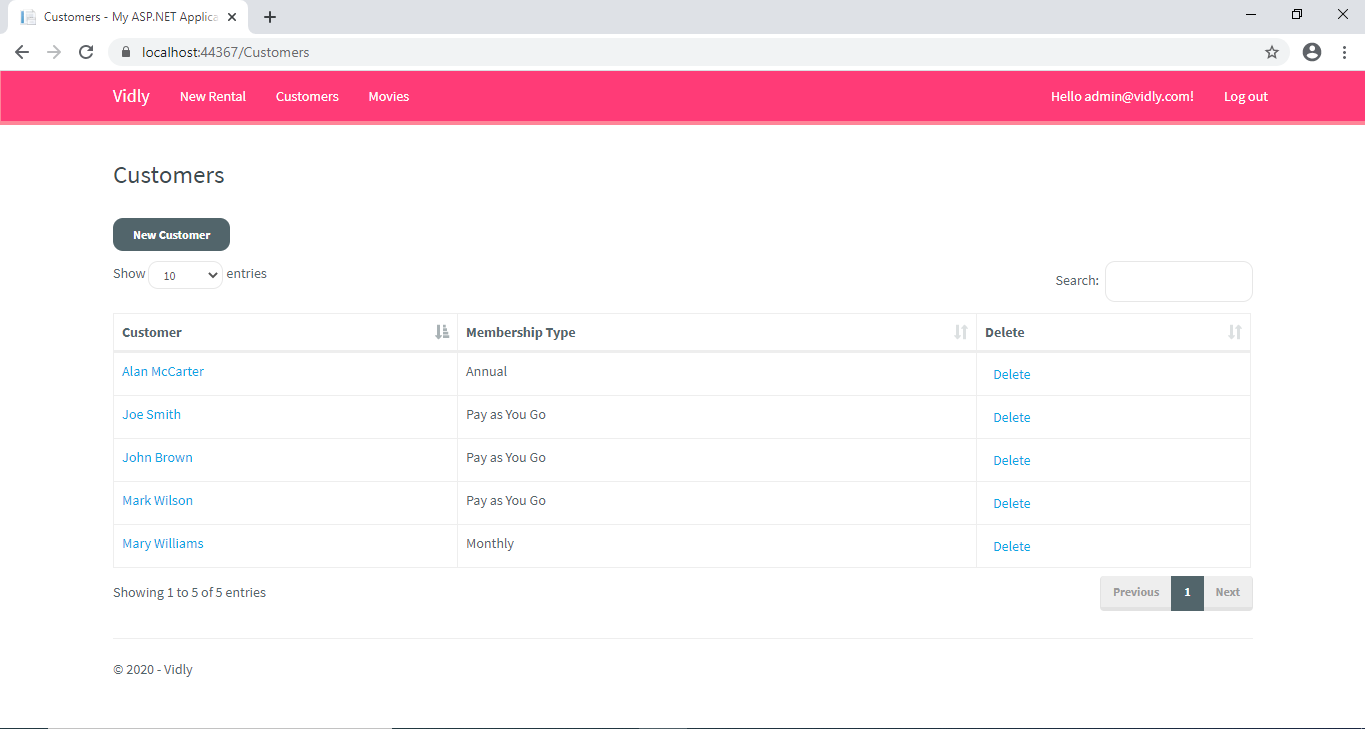 Customers - My ASP.NET Applica
localhost:44367/Customers
Vidly New Rental Customers Movies Hello admin@vidly.com! Log out
Customers
New Customer
Show 10 entries Search:
Customer Membership Type Delete
Alan McCarter Annual Delete
Joe Smith Pay as You Go Delete
John Brown Pay as You Go Delete
Mark Wilson Pay as You Go Delete
Mary Williams Monthly Delete
Showing 1 to 5 of 5 entries Previous 1 Next
© 2020 - Vidly